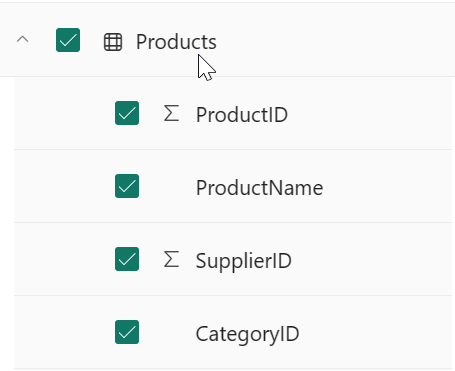 Products
Σ ProductID
ProductName
Σ SupplierID
CategoryID